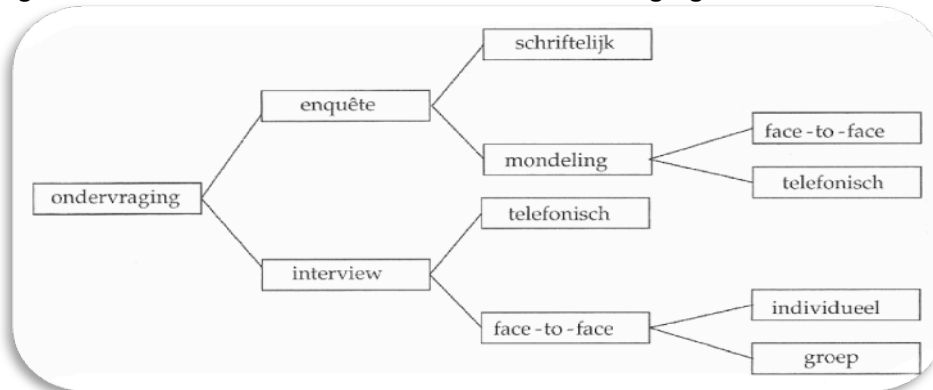 schriftelijk
enquête
face-to-face
mondeling
telefonisch
ondervraging
telefonisch
interview
individueel
face-to-face
groep